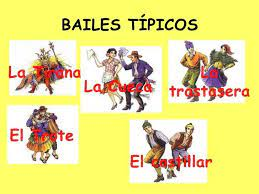 BAILES TÍPICOS
La Tirana
La Cueca
La
trastasera
El Trote
El castillar